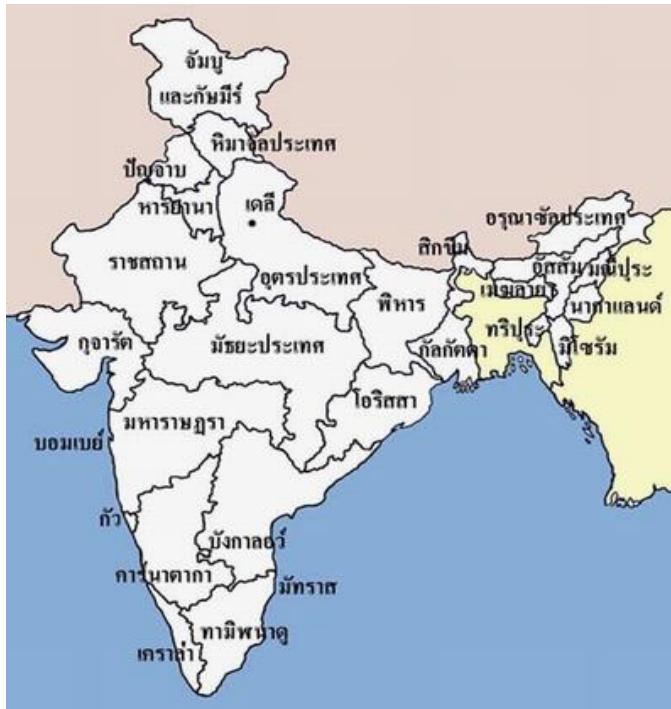 จัมบู
และกัษมีร์
หิมาจัลประเทศ
ปัญจาบ
หารยานา
เดลี
อรุณาชัลประเทศ
สิกขิม
ราชสถาน
อัสสัม
มณีปุระ
อุตรประเทศ
เมฆลายา
พิหาร
นากาแลนด์
กุจารัต
มัธยะประเทศ
กัลกัตตา
ทริปุระ
มิโซรัม
โอริสสา
มหาราษฎรา
บอมเบย์
กัว
บังกาลอว์
คาร์นาตากา
มัทราส
ทามิฬนาดู
เคราล่า